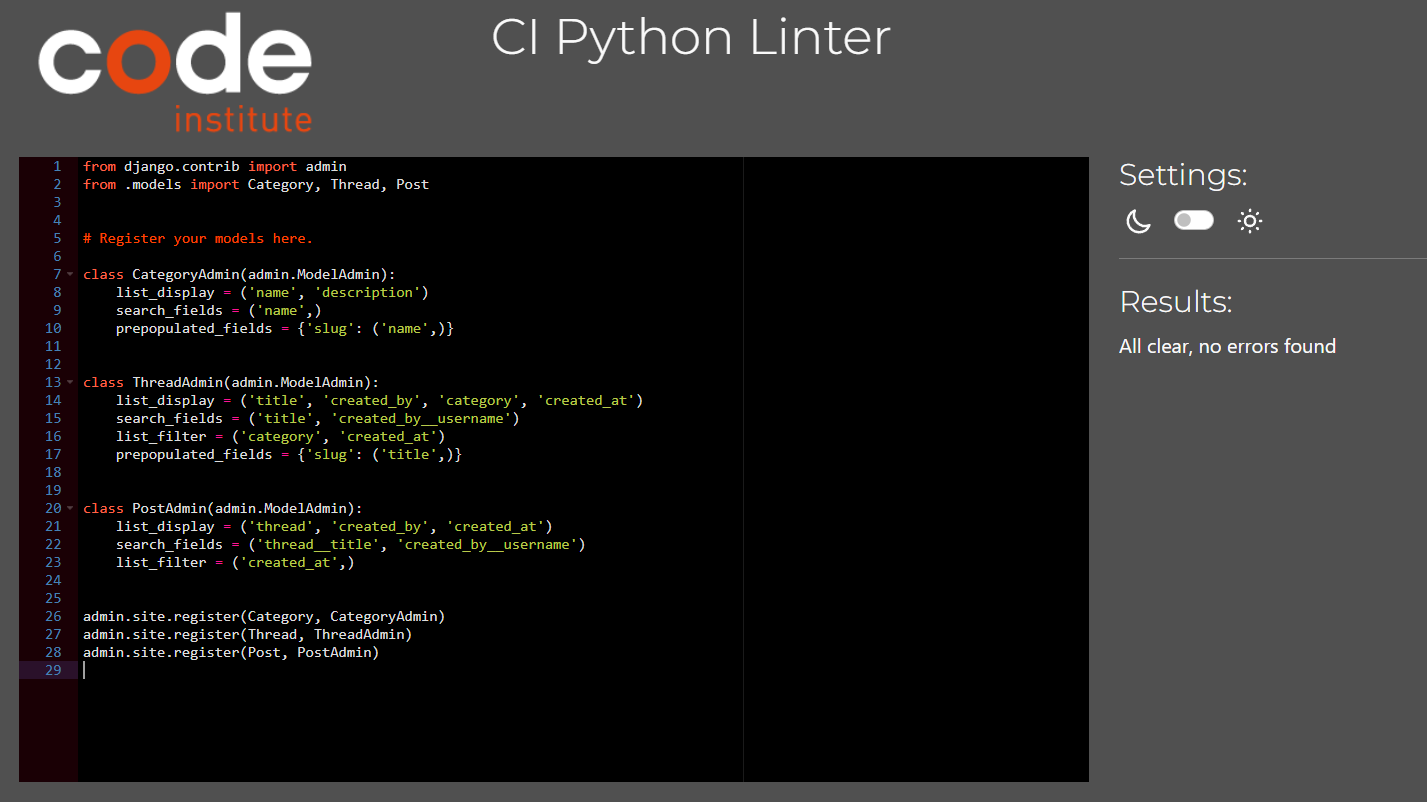 code
institute
CI Python Linter
1 from django.contrib import admin
2 from .models import Category, Thread, Post
3
4
5 # Register your models here.
6
7 class CategoryAdmin(admin.ModelAdmin):
8     list_display = ('name', 'description')
9     search_fields = ('name',)
10     prepopulated_fields = {'slug': ('name',)}
11
12
13 class ThreadAdmin(admin.ModelAdmin):
14     list_display = ('title', 'created_by', 'category', 'created_at')
15     search_fields = ('title', 'created_by__username')
16     list_filter = ('category', 'created_at')
17     prepopulated_fields = {'slug': ('title',)}
18
19
20 class PostAdmin(admin.ModelAdmin):
21     list_display = ('thread', 'created_by', 'created_at')
22     search_fields = ('thread__title', 'created_by__username')
23     list_filter = ('created_at',)
24
25
26 admin.site.register(Category, CategoryAdmin)
27 admin.site.register(Thread, ThreadAdmin)
28 admin.site.register(Post, PostAdmin)
29
Settings:
Results:
All clear, no errors found